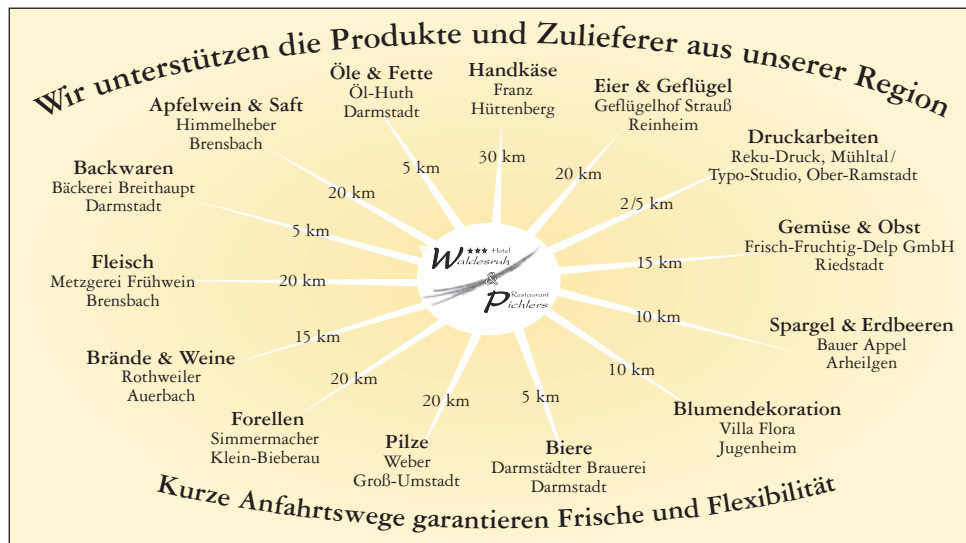 Wir unterstützen die Produkte und Zulieferer aus unserer Region
Handkäse
Franz
Hüttenberg
30 km
Eier & Geflügel
Geflügelhof Strauß
Reinheim
20 km
Druckarbeiten
Reku-Druck, Mühltal/
Typo-Studio, Ober-Ramstadt
2/5 km
Gemüse & Obst
Frisch-Fruchtig-Delp GmbH
Riedstadt
15 km
Spargel & Erdbeeren
Bauer Appel
Arheilgen
10 km
Blumendekoration
Villa Flora
Jugenheim
10 km
Biere
Darmstädter Brauerei
Darmstadt
5 km
Pilze
Weber
Groß-Umstadt
20 km
Forellen
Simmermacher
Klein-Bieberau
20 km
Brände & Weine
Rothweiler
Auerbach
15 km
Fleisch
Metzgerei Frühwein
Brensbach
20 km
Backwaren
Bäckerei Breithaupt
Darmstadt
5 km
Apfelwein & Saft
Himmelheber
Brensbach
20 km
Öle & Fette
Öl-Huth
Darmstadt
5 km
★★★ Hotel
Waldesruh
&
Restaurant
Pichlers
Kurze Anfahrtswege garantieren Frische und Flexibilität